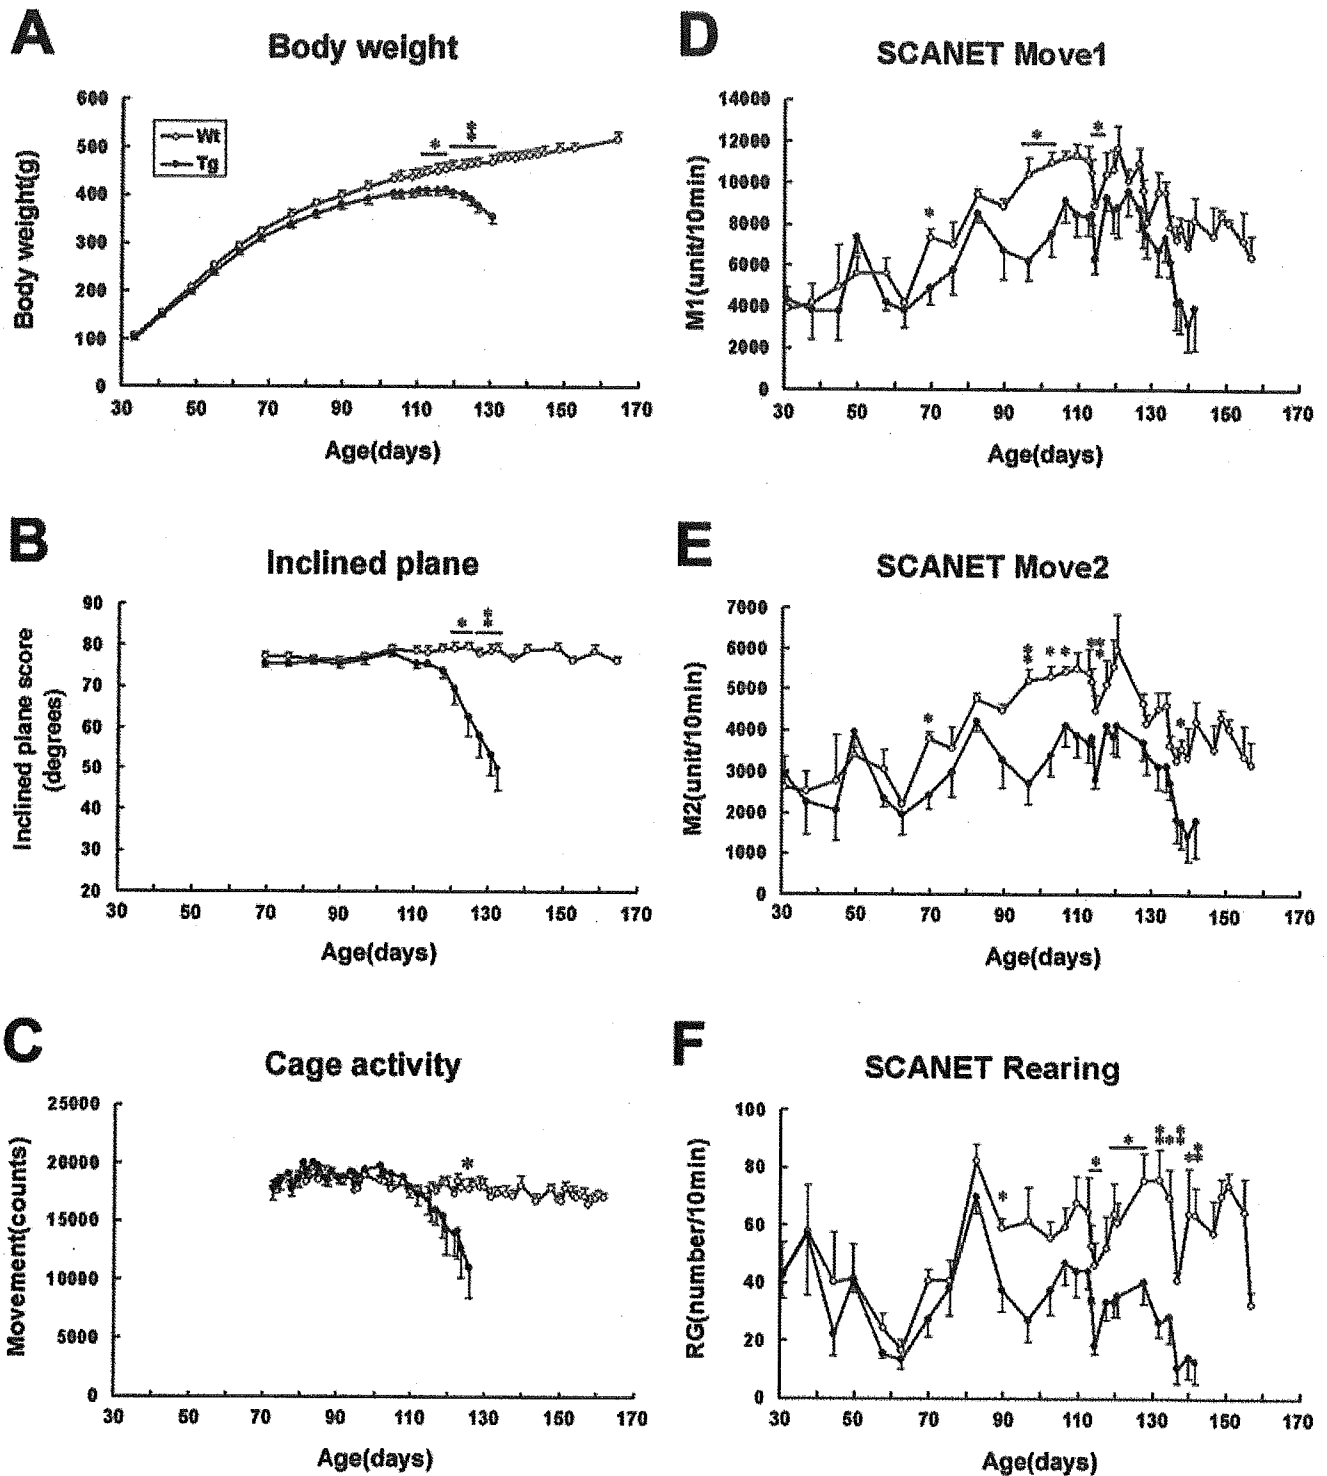 A
Body weight
600
500
400
300
200
100
0
Body weight(g)
Wt
Tg
*
**
30 50 70 90 110 130 150 170
Age(days)
B
Inclined plane
90
80
70
60
50
40
30
20
Inclined plane score
(degrees)
*
**
30 50 70 90 110 130 150 170
Age(days)
C
Cage activity
25000
20000
15000
10000
5000
0
Movement(counts)
*
30 50 70 90 110 130 150 170
Age(days)
D
SCANET Move1
14000
12000
10000
8000
6000
4000
2000
0
M1(unit/10min)
* * *
30 50 70 90 110 130 150 170
Age(days)
E
SCANET Move2
7000
6000
5000
4000
3000
2000
1000
0
M2(unit/10min)
* ** * * ** * *
30 50 70 90 110 130 150 170
Age(days)
F
SCANET Rearing
100
80
60
40
20
0
RG(number/10min)
* * * ** * ** ** **
30 50 70 90 110 130 150 170
Age(days)